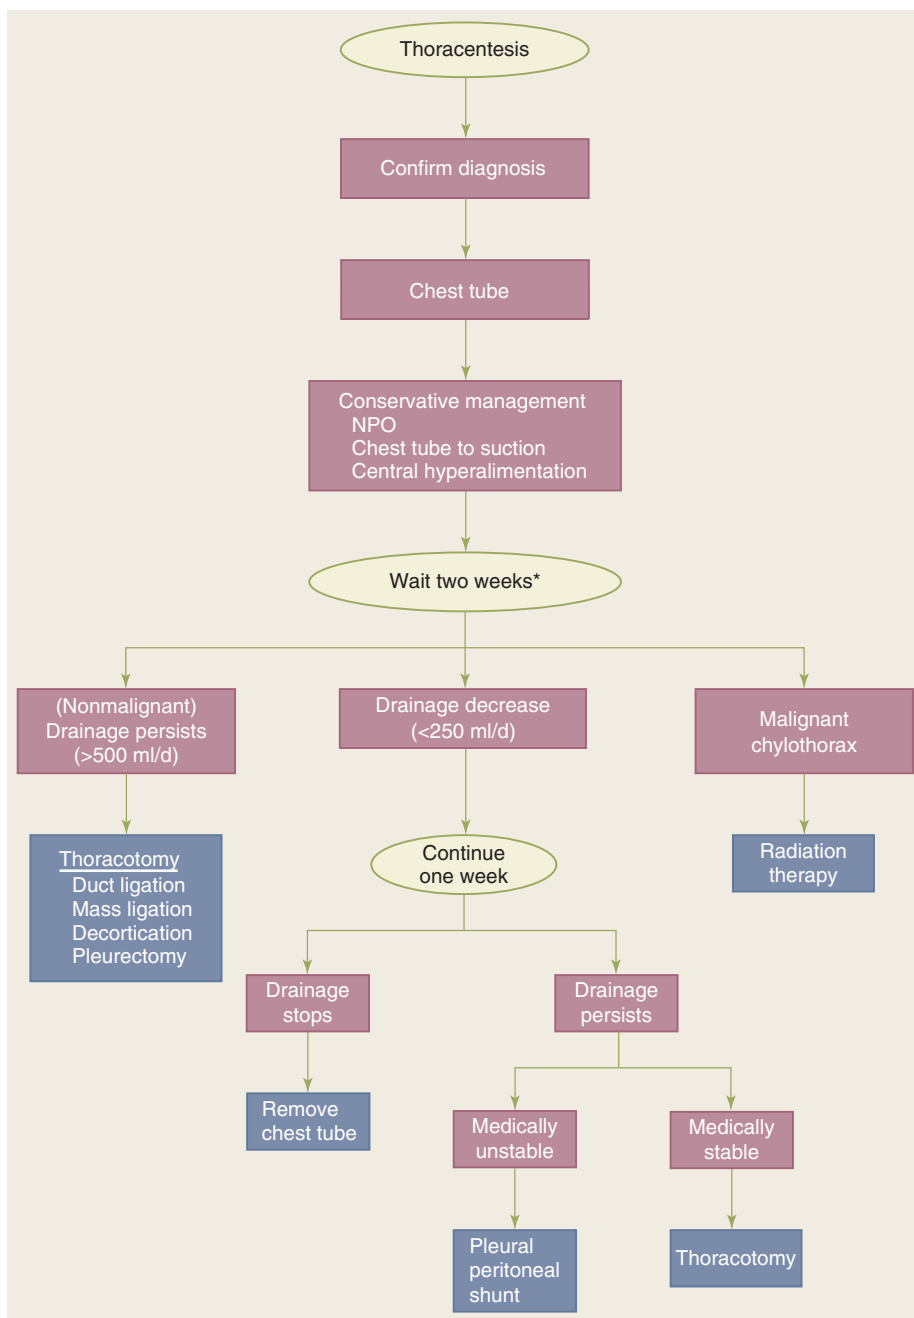 Thoracentesis
Confirm diagnosis
Chest tube
Conservative management
NPO
Chest tube to suction
Central hyperalimentation
Wait two weeks*
(Nonmalignant)
Drainage persists
(>500 ml/d)
Drainage decrease
(<250 ml/d)
Malignant
chylothorax
Thoracotomy
Duct ligation
Mass ligation
Decortication
Pleurectomy
Continue
one week
Radiation
therapy
Drainage
stops
Drainage
persists
Remove
chest tube
Medically
unstable
Medically
stable
Pleural
peritoneal
shunt
Thoracotomy